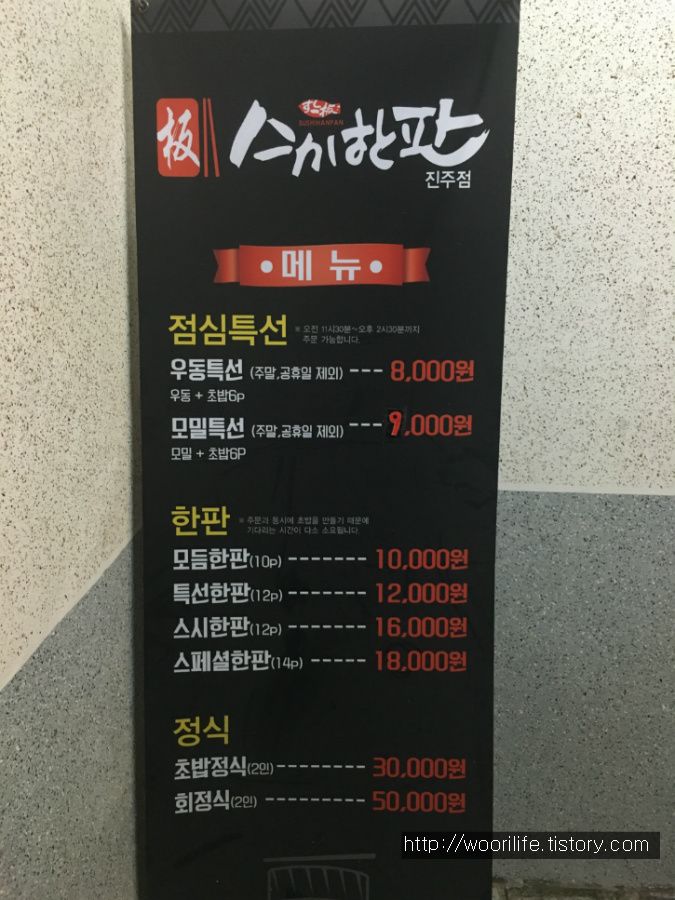 板
すし一板
SUSHIHANPAN
스시한판
진주점
• 메뉴 •
점심특선 ※ 오전 11시30분~오후 2시30분까지
주문 가능합니다.
우동특선 (주말,공휴일 제외) --- 8,000원
우동 + 초밥6p
모밀특선 (주말,공휴일 제외) --- 9,000원
모밀 + 초밥6P
한판 ※ 주문과 동시에 초밥을 만들기 때문에
기다리는 시간이 다소 소요됩니다.
모듬한판(10p) ------- 10,000원
특선한판(12p) ------- 12,000원
스시한판(12p) ------- 16,000원
스페셜한판(14p) ----- 18,000원
정식
초밥정식(2인)--------- 30,000원
회정식(2인) ---------- 50,000원
http://woorilife.tistory.com